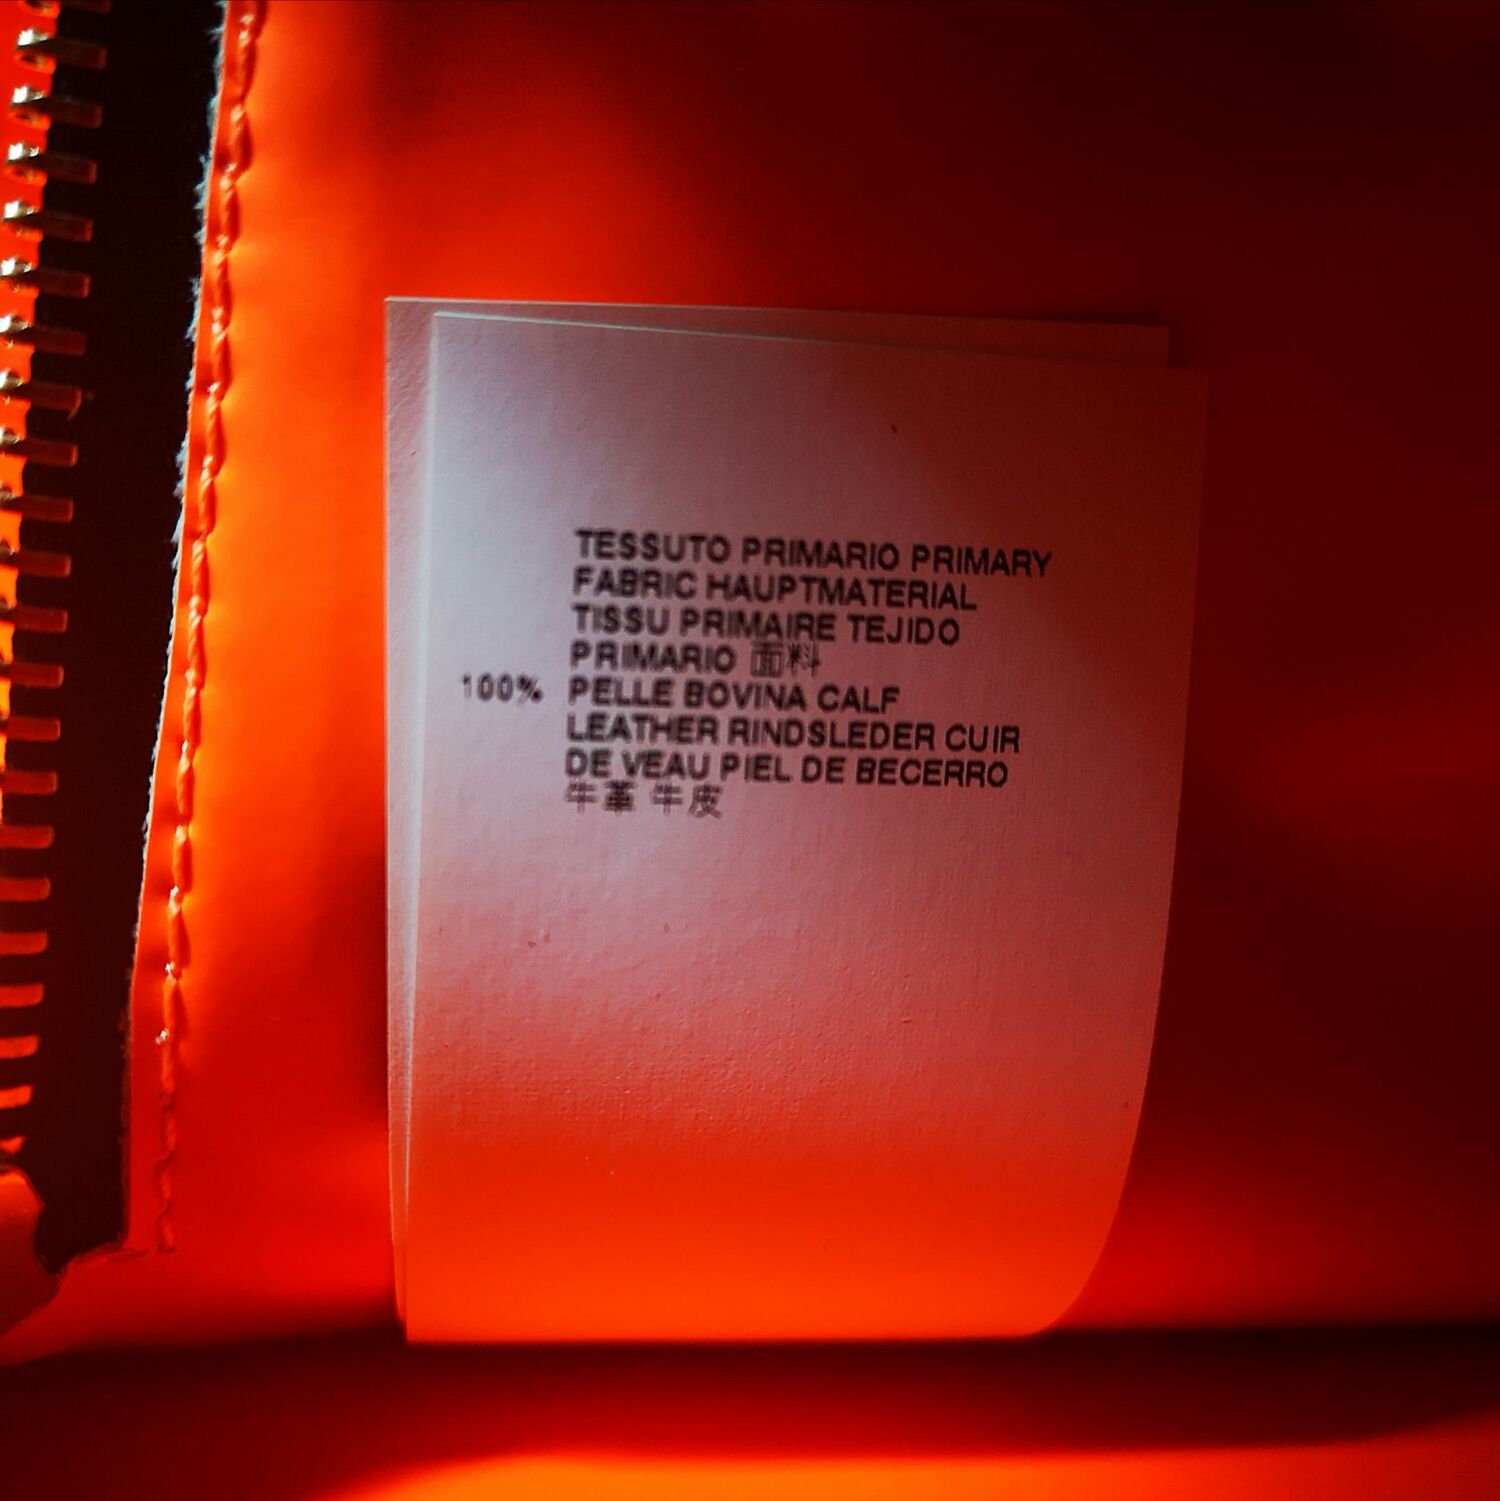 TESSUTO PRIMARIO PRIMARY
FABRIC HAUPTMATERIAL
TISSU PRIMAIRE TEJIDO
PRIMARIO 面料
100% PELLE BOVINA CALF
LEATHER RINDSLEDER CUIR
DE VEAU PIEL DE BECERRO
牛革 牛皮